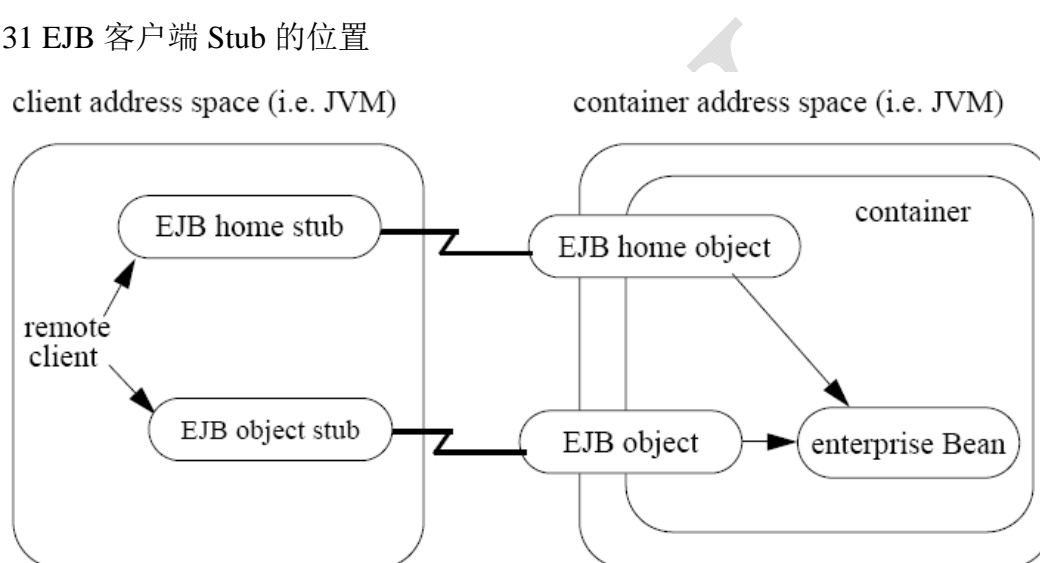 31 EJB 客户端 Stub 的位置
client address space (i.e. JVM)
container address space (i.e. JVM)
EJB home stub
EJB home object
container
remote
client
EJB object stub
EJB object
enterprise Bean